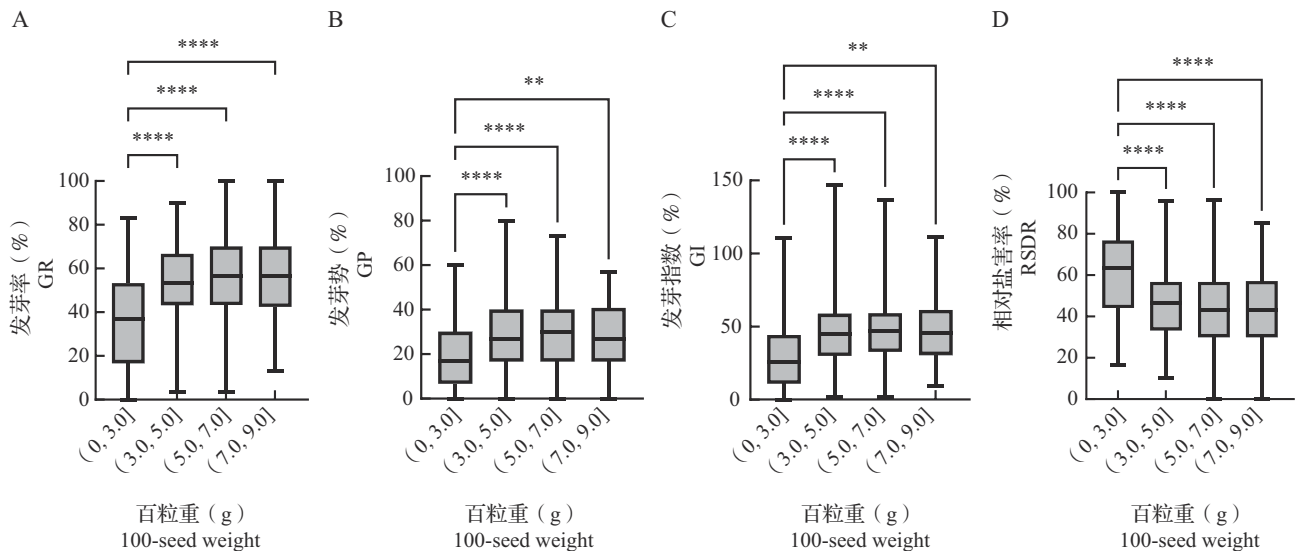 A
****
****
****
100
80
60
40
20
0
发芽率（%）
GR
( 0, 3.0]
(3.0, 5.0]
(5.0, 7.0]
(7.0, 9.0]
百粒重（g）
100-seed weight
B
**
****
****
100
80
60
40
20
0
发芽势（%）
GP
( 0, 3.0]
(3.0, 5.0]
(5.0, 7.0]
(7.0, 9.0]
百粒重（g）
100-seed weight
C
**
****
****
150
100
50
0
发芽指数（%）
GI
( 0, 3.0]
(3.0, 5.0]
(5.0, 7.0]
(7.0, 9.0]
百粒重（g）
100-seed weight
D
****
****
****
100
80
60
40
20
0
相对盐害率（%）
RSDR
( 0, 3.0]
(3.0, 5.0]
(5.0, 7.0]
(7.0, 9.0]
百粒重（g）
100-seed weight